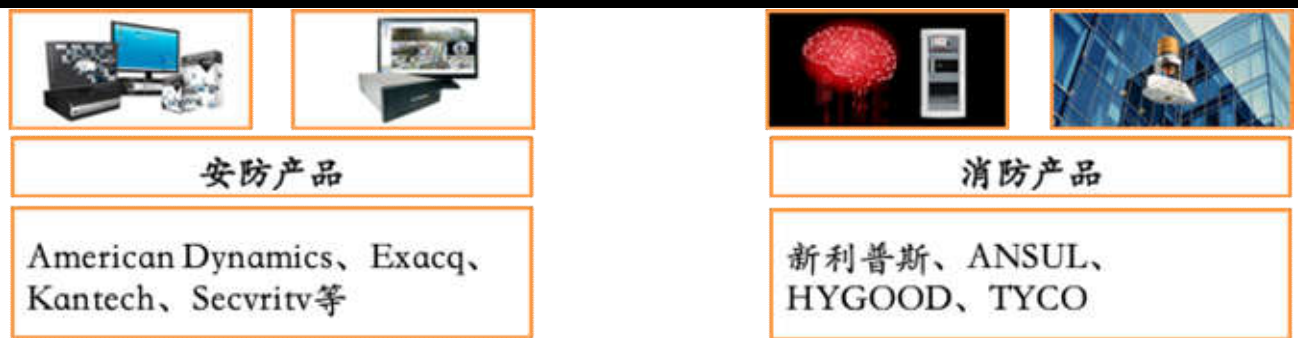 安防产品
American Dynamics、Exacq、
Kantech、Secvritv等
消防产品
新利普斯、ANSUL、
HYGOOD、TYCO